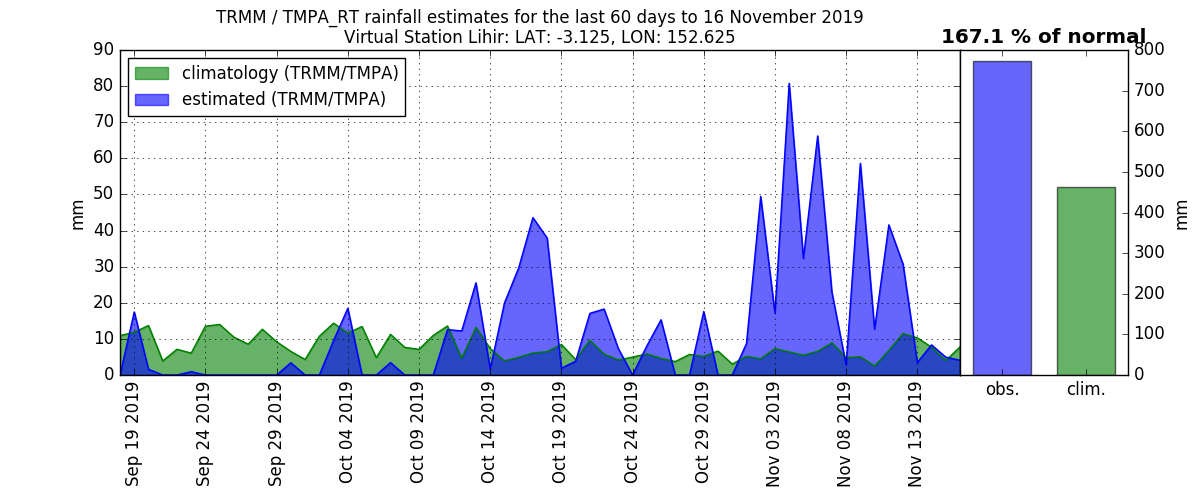 TRMM / TMPA_RT rainfall estimates for the last 60 days to 16 November 2019
Virtual Station Lihir: LAT: -3.125, LON: 152.625
167.1 % of normal
climatology (TRMM/TMPA)
estimated (TRMM/TMPA)
mm
90
80
70
60
50
40
30
20
10
0
Sep 19 2019
Sep 24 2019
Sep 29 2019
Oct 04 2019
Oct 09 2019
Oct 14 2019
Oct 19 2019
Oct 24 2019
Oct 29 2019
Nov 03 2019
Nov 08 2019
Nov 13 2019
obs.
clim.
800
700
600
500
400
300
200
100
0
mm